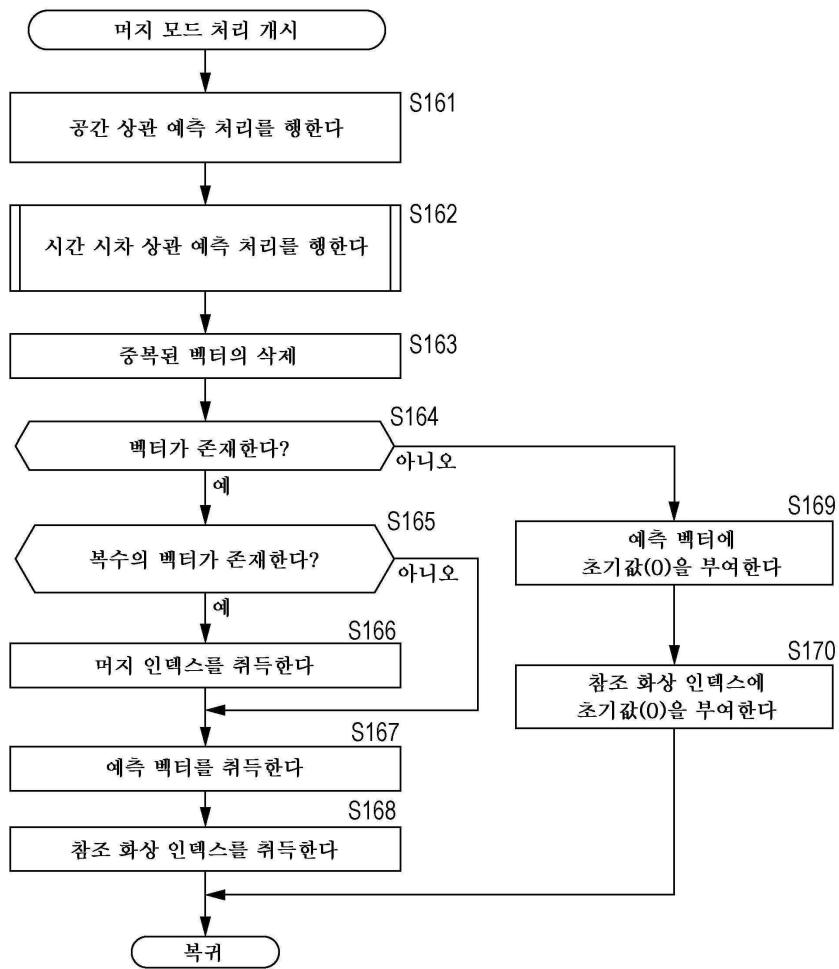 머지 모드 처리 개시
S161
공간 상관 예측 처리를 행한다
S162
시간 시차 상관 예측 처리를 행한다
S163
중복된 벡터의 삭제
S164
벡터가 존재한다?
아니오
예
S165
복수의 벡터가 존재한다?
아니오
예
S166
머지 인덱스를 취득한다
S167
예측 벡터를 취득한다
S168
참조 화상 인덱스를 취득한다
S169
예측 벡터에
초기값(0)을 부여한다
S170
참조 화상 인덱스에
초기값(0)을 부여한다
복귀